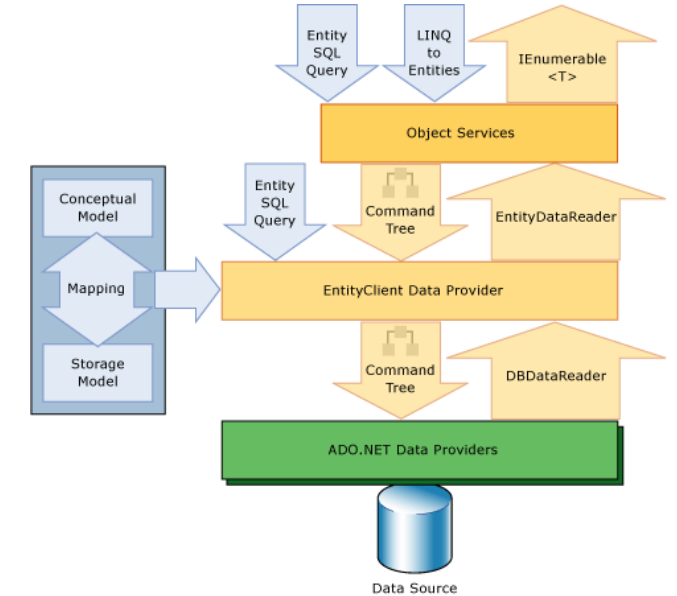 Entity
SQL
Query
LINQ
to
Entities
IEnumerable
<T>
Object Services
Conceptual
Model
Mapping
Storage
Model
Entity
SQL
Query
Command
Tree
EntityDataReader
EntityClient Data Provider
Command
Tree
DBDataReader
ADO.NET Data Providers
Data Source